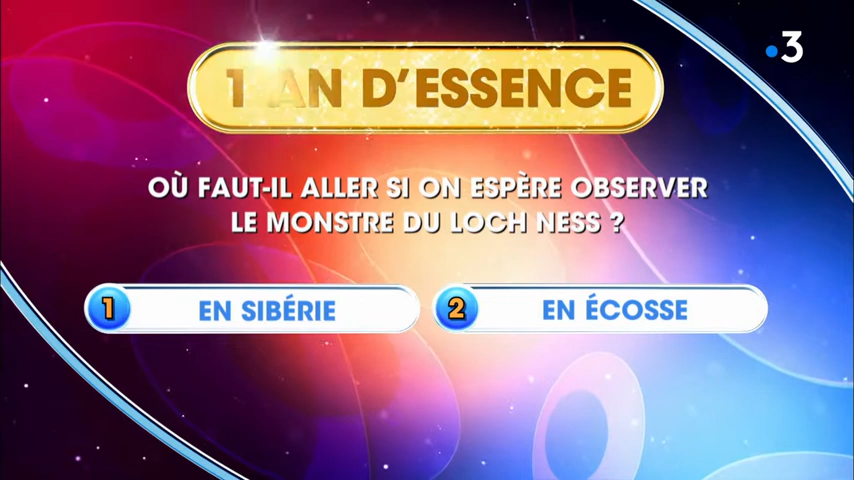 3
1 AN D'ESSENCE
OÙ FAUT-IL ALLER SI ON ESPÈRE OBSERVER
LE MONSTRE DU LOCH NESS ?
1 EN SIBÉRIE
2 EN ÉCOSSE